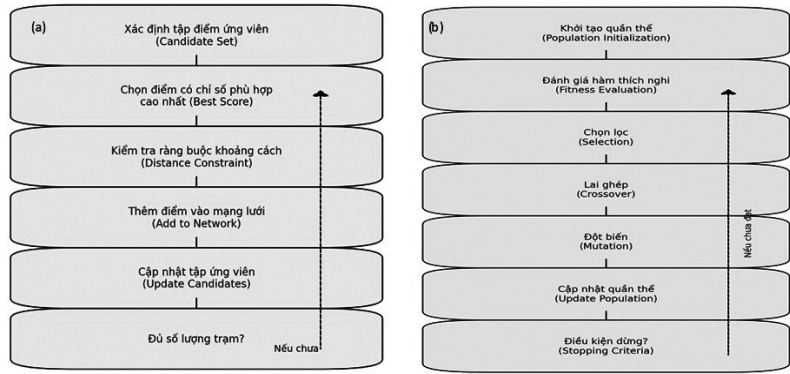 (a)
Xác định tập điểm ứng viên
(Candidate Set)
Chọn điểm có chỉ số phù hợp
cao nhất (Best Score)
Kiểm tra ràng buộc khoảng cách
(Distance Constraint)
Thêm điểm vào mạng lưới
(Add to Network)
Cập nhật tập ứng viên
(Update Candidates)
Đủ số lượng trạm?
Nếu chưa
(b)
Khởi tạo quần thể
(Population Initialization)
Đánh giá hàm thích nghi
(Fitness Evaluation)
Chọn lọc
(Selection)
Lai ghép
(Crossover)
Đột biến
(Mutation)
Cập nhật quần thể
(Update Population)
Điều kiện dừng?
(Stopping Criteria)
Nếu chưa đạt